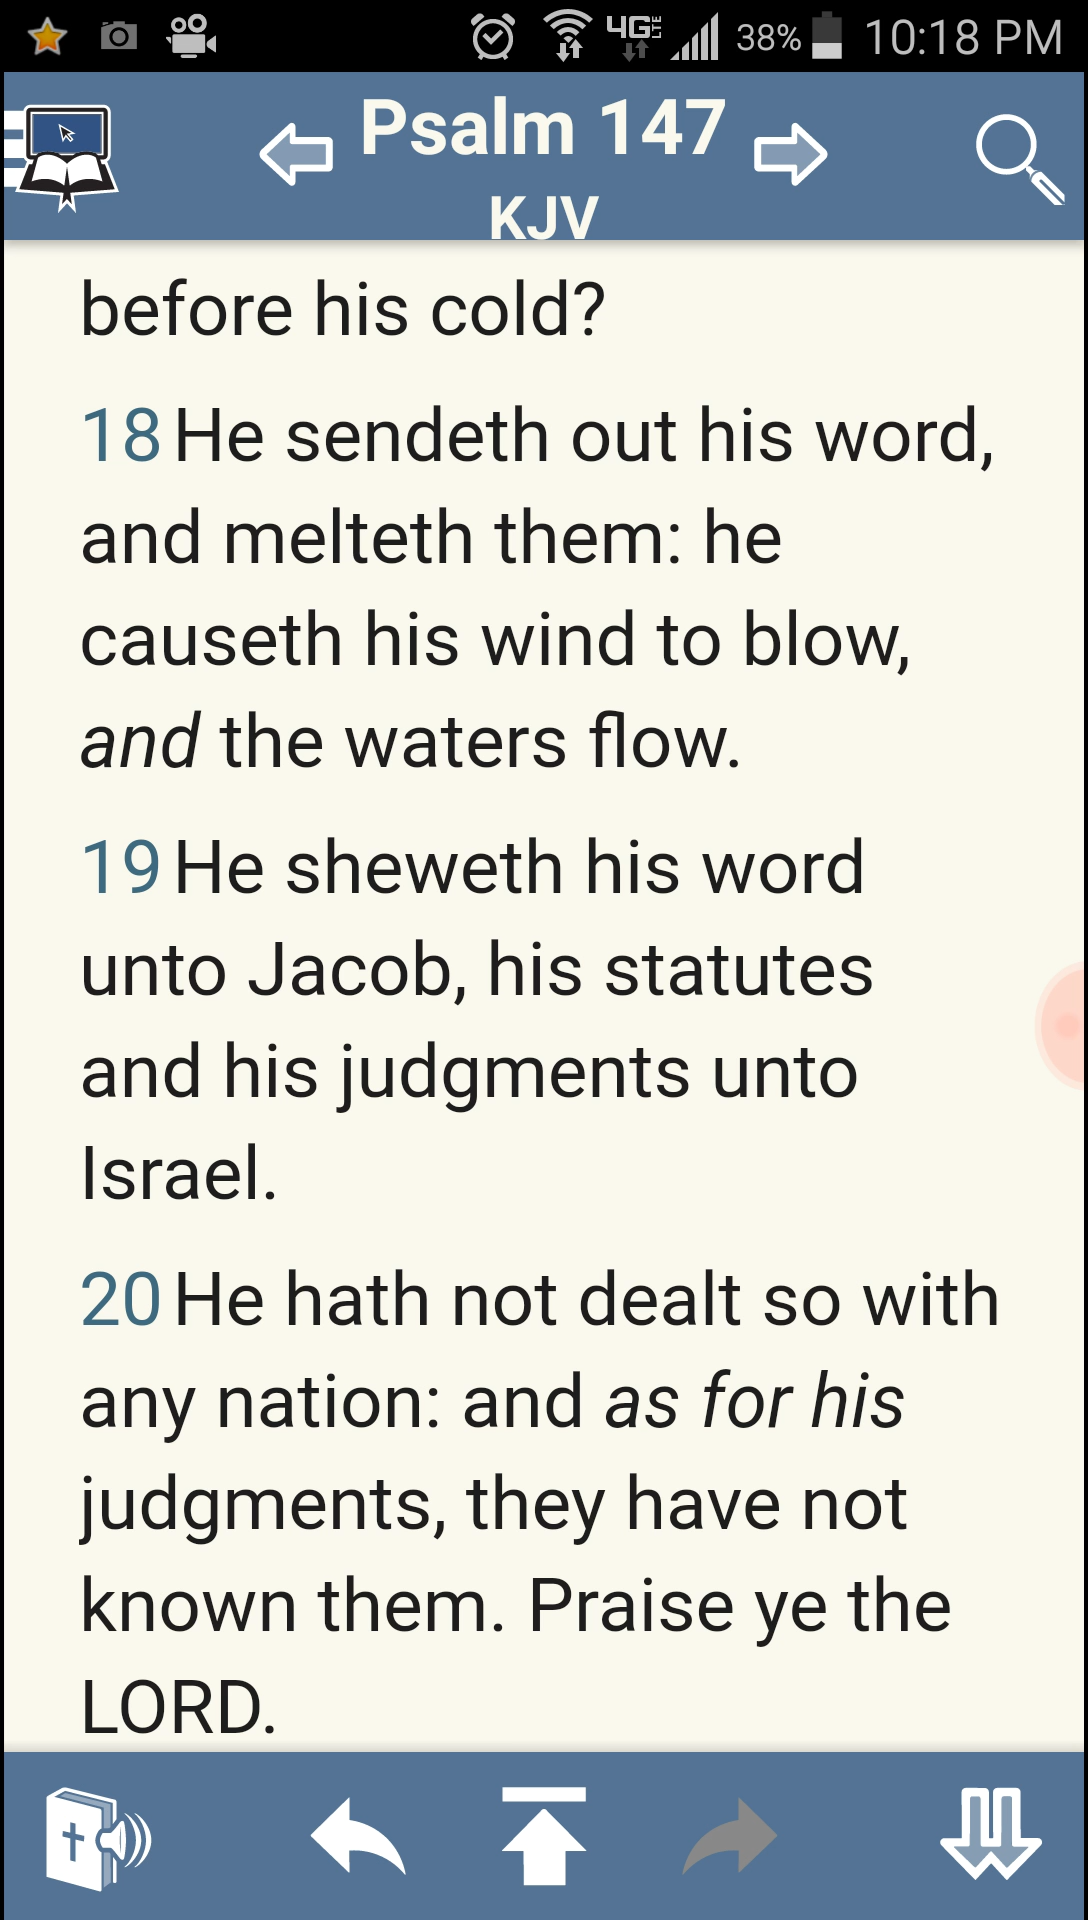 4G LTE 38% 10:18 PM
Psalm 147
KJV
before his cold?
18 He sendeth out his word,
and melteth them: he
causeth his wind to blow,
and the waters flow.
19 He sheweth his word
unto Jacob, his statutes
and his judgments unto
Israel.
20 He hath not dealt so with
any nation: and as for his
judgments, they have not
known them. Praise ye the
LORD.